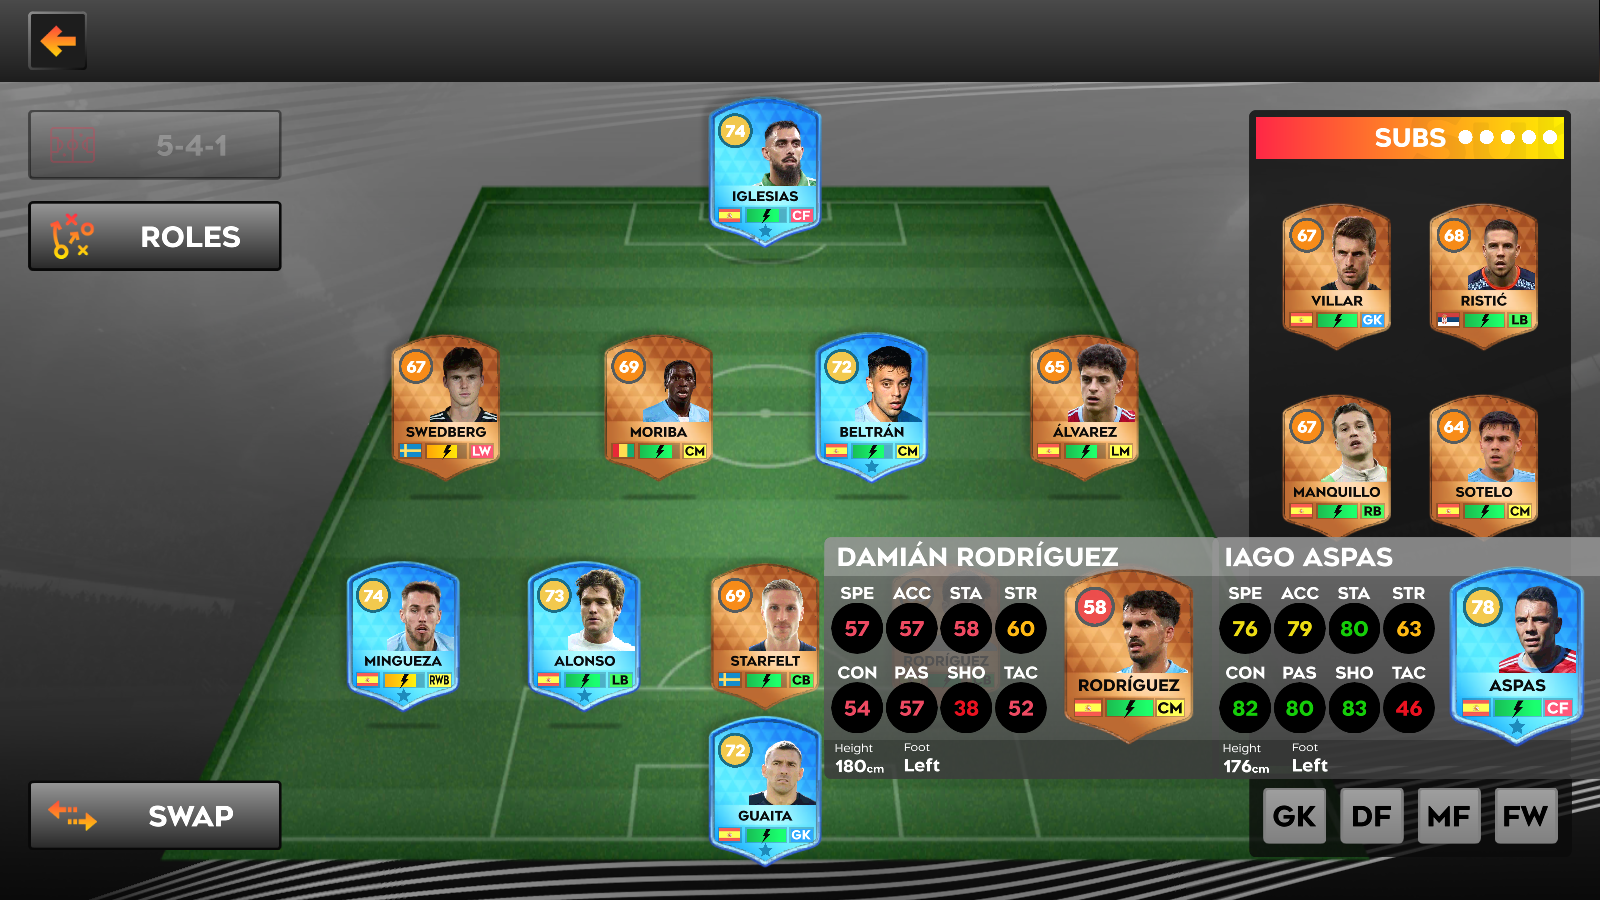 5-4-1
ROLES
SWAP
74
IGLESIAS
CF
67
SWEDBERG
LW
69
MORIBA
CM
72
BELTRÁN
CM
65
ÁLVAREZ
LM
74
MINGUEZA
RWB
73
ALONSO
LB
69
STARFELT
CB
RODRÍGUEZ
72
GUAITA
GK
SUBS
67
VILLAR
GK
68
RISTIĆ
LB
67
MANQUILLO
RB
64
SOTELO
CM
DAMIÁN RODRÍGUEZ
SPE ACC STA STR
57 57 58 60
CON PAS SHO TAC
54 57 38 52
Height Foot
180cm Left
58
RODRÍGUEZ
CM
IAGO ASPAS
SPE ACC STA STR
76 79 80 63
CON PAS SHO TAC
82 80 83 46
Height Foot
176cm Left
78
ASPAS
CF
GK DF MF FW